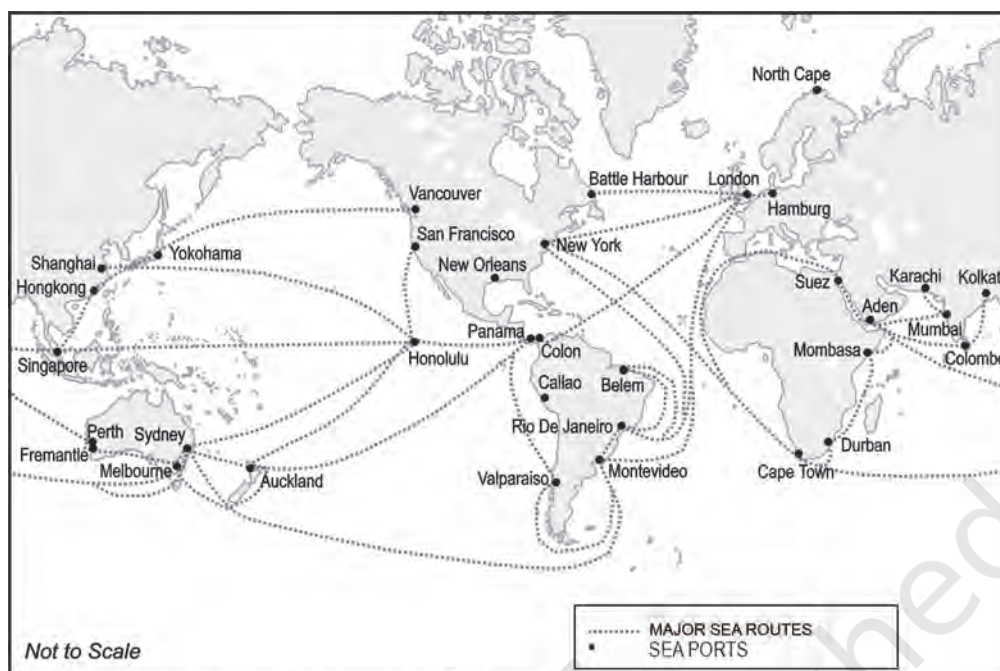 North Cape
Battle Harbour
London
Hamburg
Vancouver
San Francisco
New York
New Orleans
Yokohama
Shanghai
Hongkong
Singapore
Honolulu
Panama
Colon
Suez
Aden
Karachi
Kolkat
Mumbai
Colombo
Mombasa
Callao
Belem
Rio De Janeiro
Perth
Fremantle
Sydney
Melbourne
Auckland
Valparaiso
Montevideo
Durban
Cape Town
MAJOR SEA ROUTES
SEA PORTS
Not to Scale